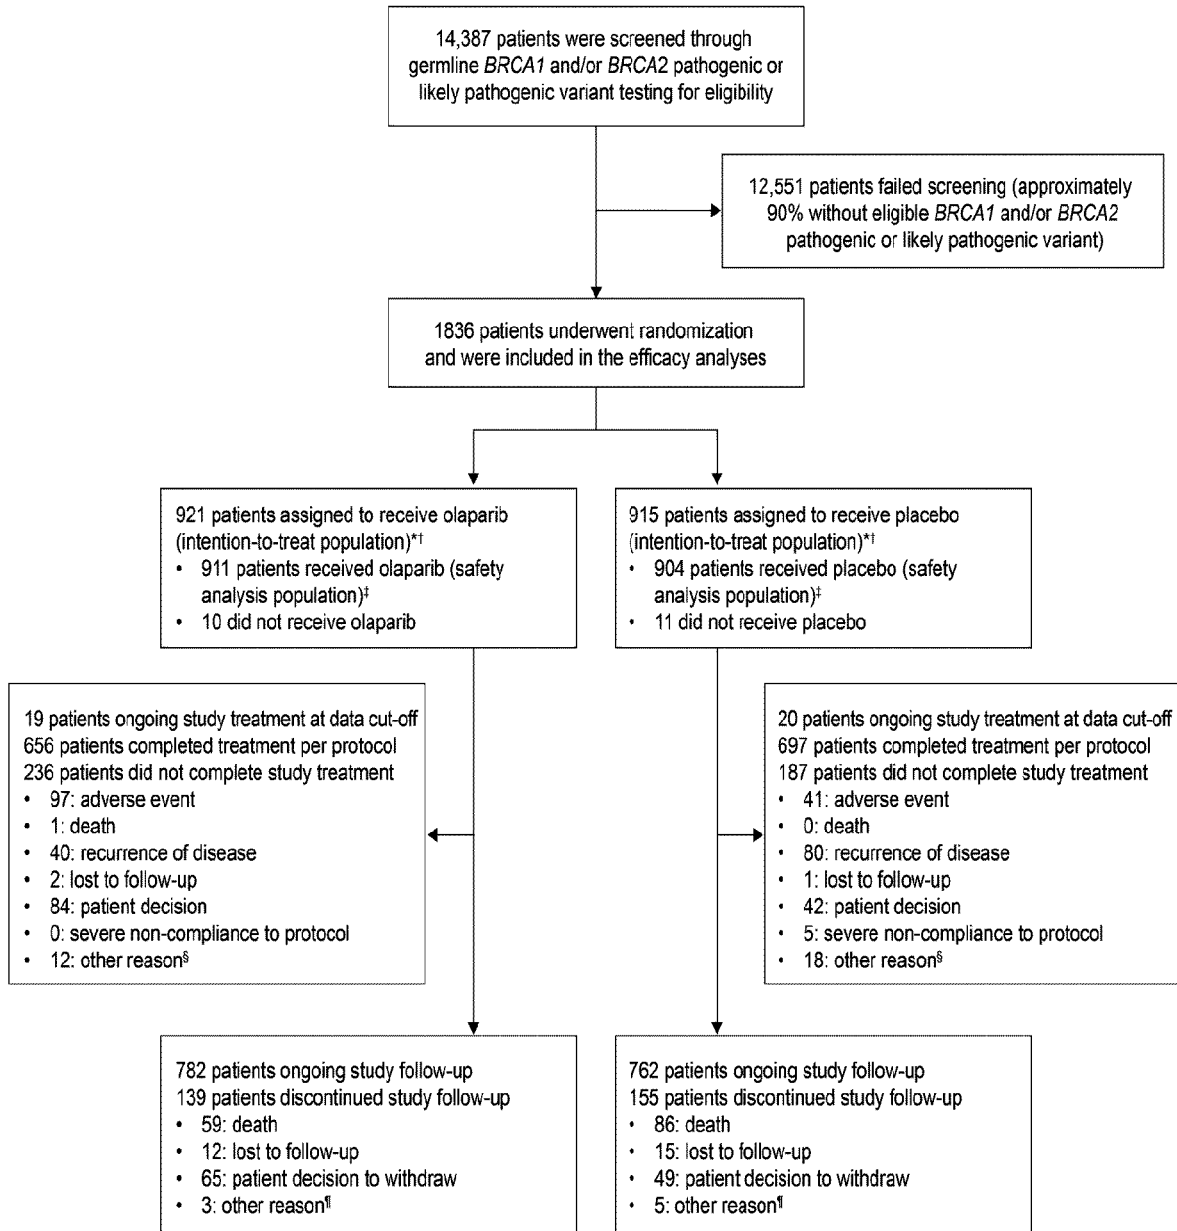 14,387 patients were screened through
germline BRCA1 and/or BRCA2 pathogenic or
likely pathogenic variant testing for eligibility
12,551 patients failed screening (approximately
90% without eligible BRCA1 and/or BRCA2
pathogenic or likely pathogenic variant)
1836 patients underwent randomization
and were included in the efficacy analyses
921 patients assigned to receive olaparib
(intention-to-treat population)*†
• 911 patients received olaparib (safety
analysis population)‡
• 10 did not receive olaparib
915 patients assigned to receive placebo
(intention-to-treat population)*†
• 904 patients received placebo (safety
analysis population)‡
• 11 did not receive placebo
19 patients ongoing study treatment at data cut-off
656 patients completed treatment per protocol
236 patients did not complete study treatment
• 97: adverse event
• 1: death
• 40: recurrence of disease
• 2: lost to follow-up
• 84: patient decision
• 0: severe non-compliance to protocol
• 12: other reason§
20 patients ongoing study treatment at data cut-off
697 patients completed treatment per protocol
187 patients did not complete study treatment
• 41: adverse event
• 0: death
• 80: recurrence of disease
• 1: lost to follow-up
• 42: patient decision
• 5: severe non-compliance to protocol
• 18: other reason§
782 patients ongoing study follow-up
139 patients discontinued study follow-up
• 59: death
• 12: lost to follow-up
• 65: patient decision to withdraw
• 3: other reason¶
762 patients ongoing study follow-up
155 patients discontinued study follow-up
• 86: death
• 15: lost to follow-up
• 49: patient decision to withdraw
• 5: other reason¶